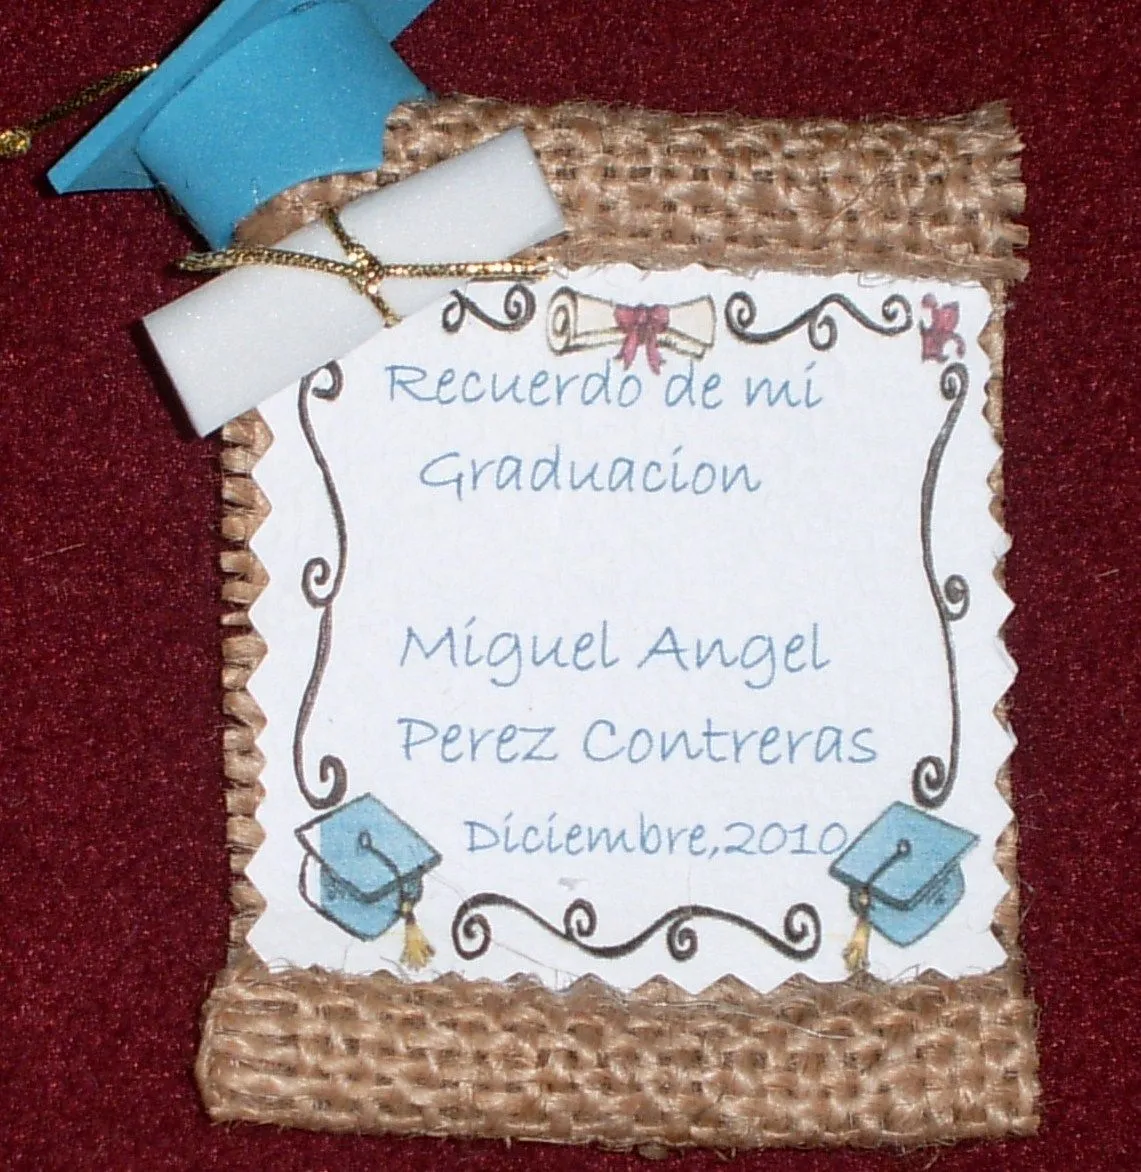 Recuerdo de mi
Graduacion
Miguel Angel
Perez Contreras
Diciembre,2010